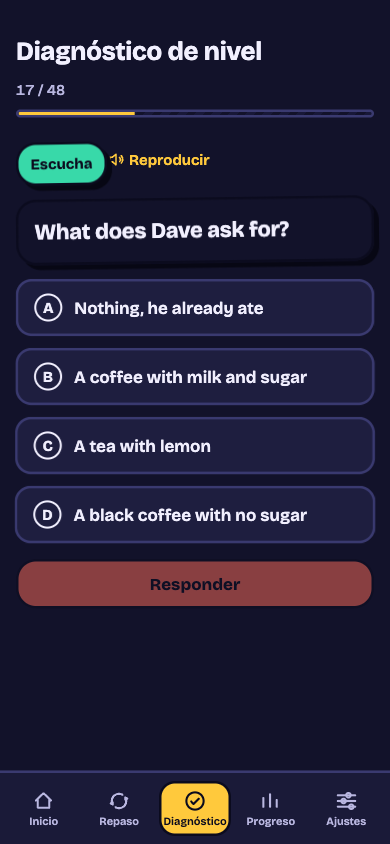 Diagnóstico de nivel
17 / 48
Escucha
Reproducir
What does Dave ask for?
A Nothing, he already ate
B A coffee with milk and sugar
C A tea with lemon
D A black coffee with no sugar
Responder
Inicio
Repaso
Diagnóstico
Progreso
Ajustes